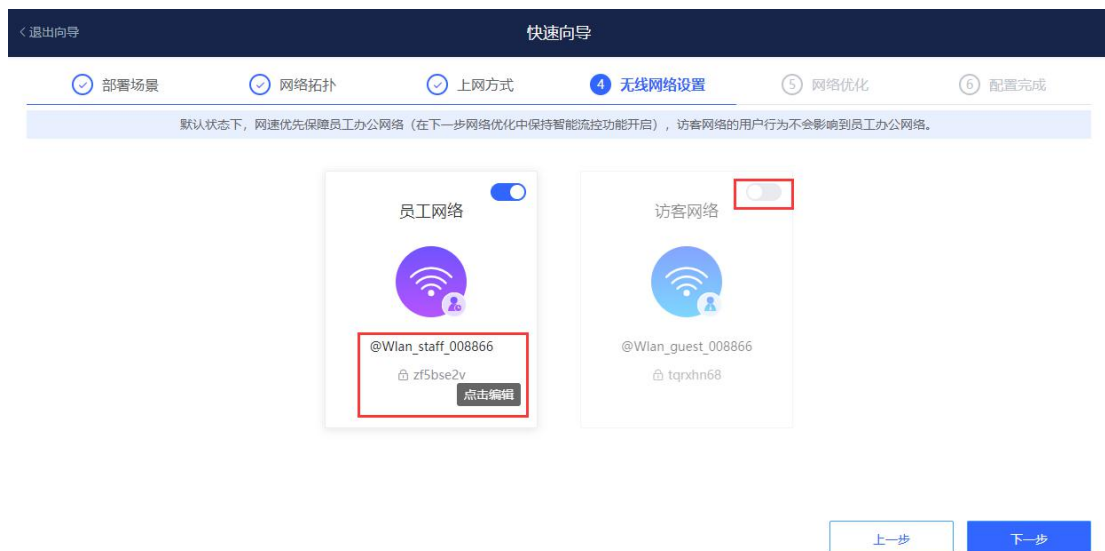 <退出向导
快速向导
部署场景
网络拓扑
上网方式
4 无线网络设置
5 网络优化
6 配置完成
默认状态下，网速优先保障员工办公网络（在下一步网络优化中保持智能流控功能开启），访客网络的用户行为不会影响到员工办公网络。
员工网络
访客网络
@Wlan_staff_008866
@Wlan_guest_008866
zf5bse2v
tqrxhn68
点击编辑
上一步
下一步